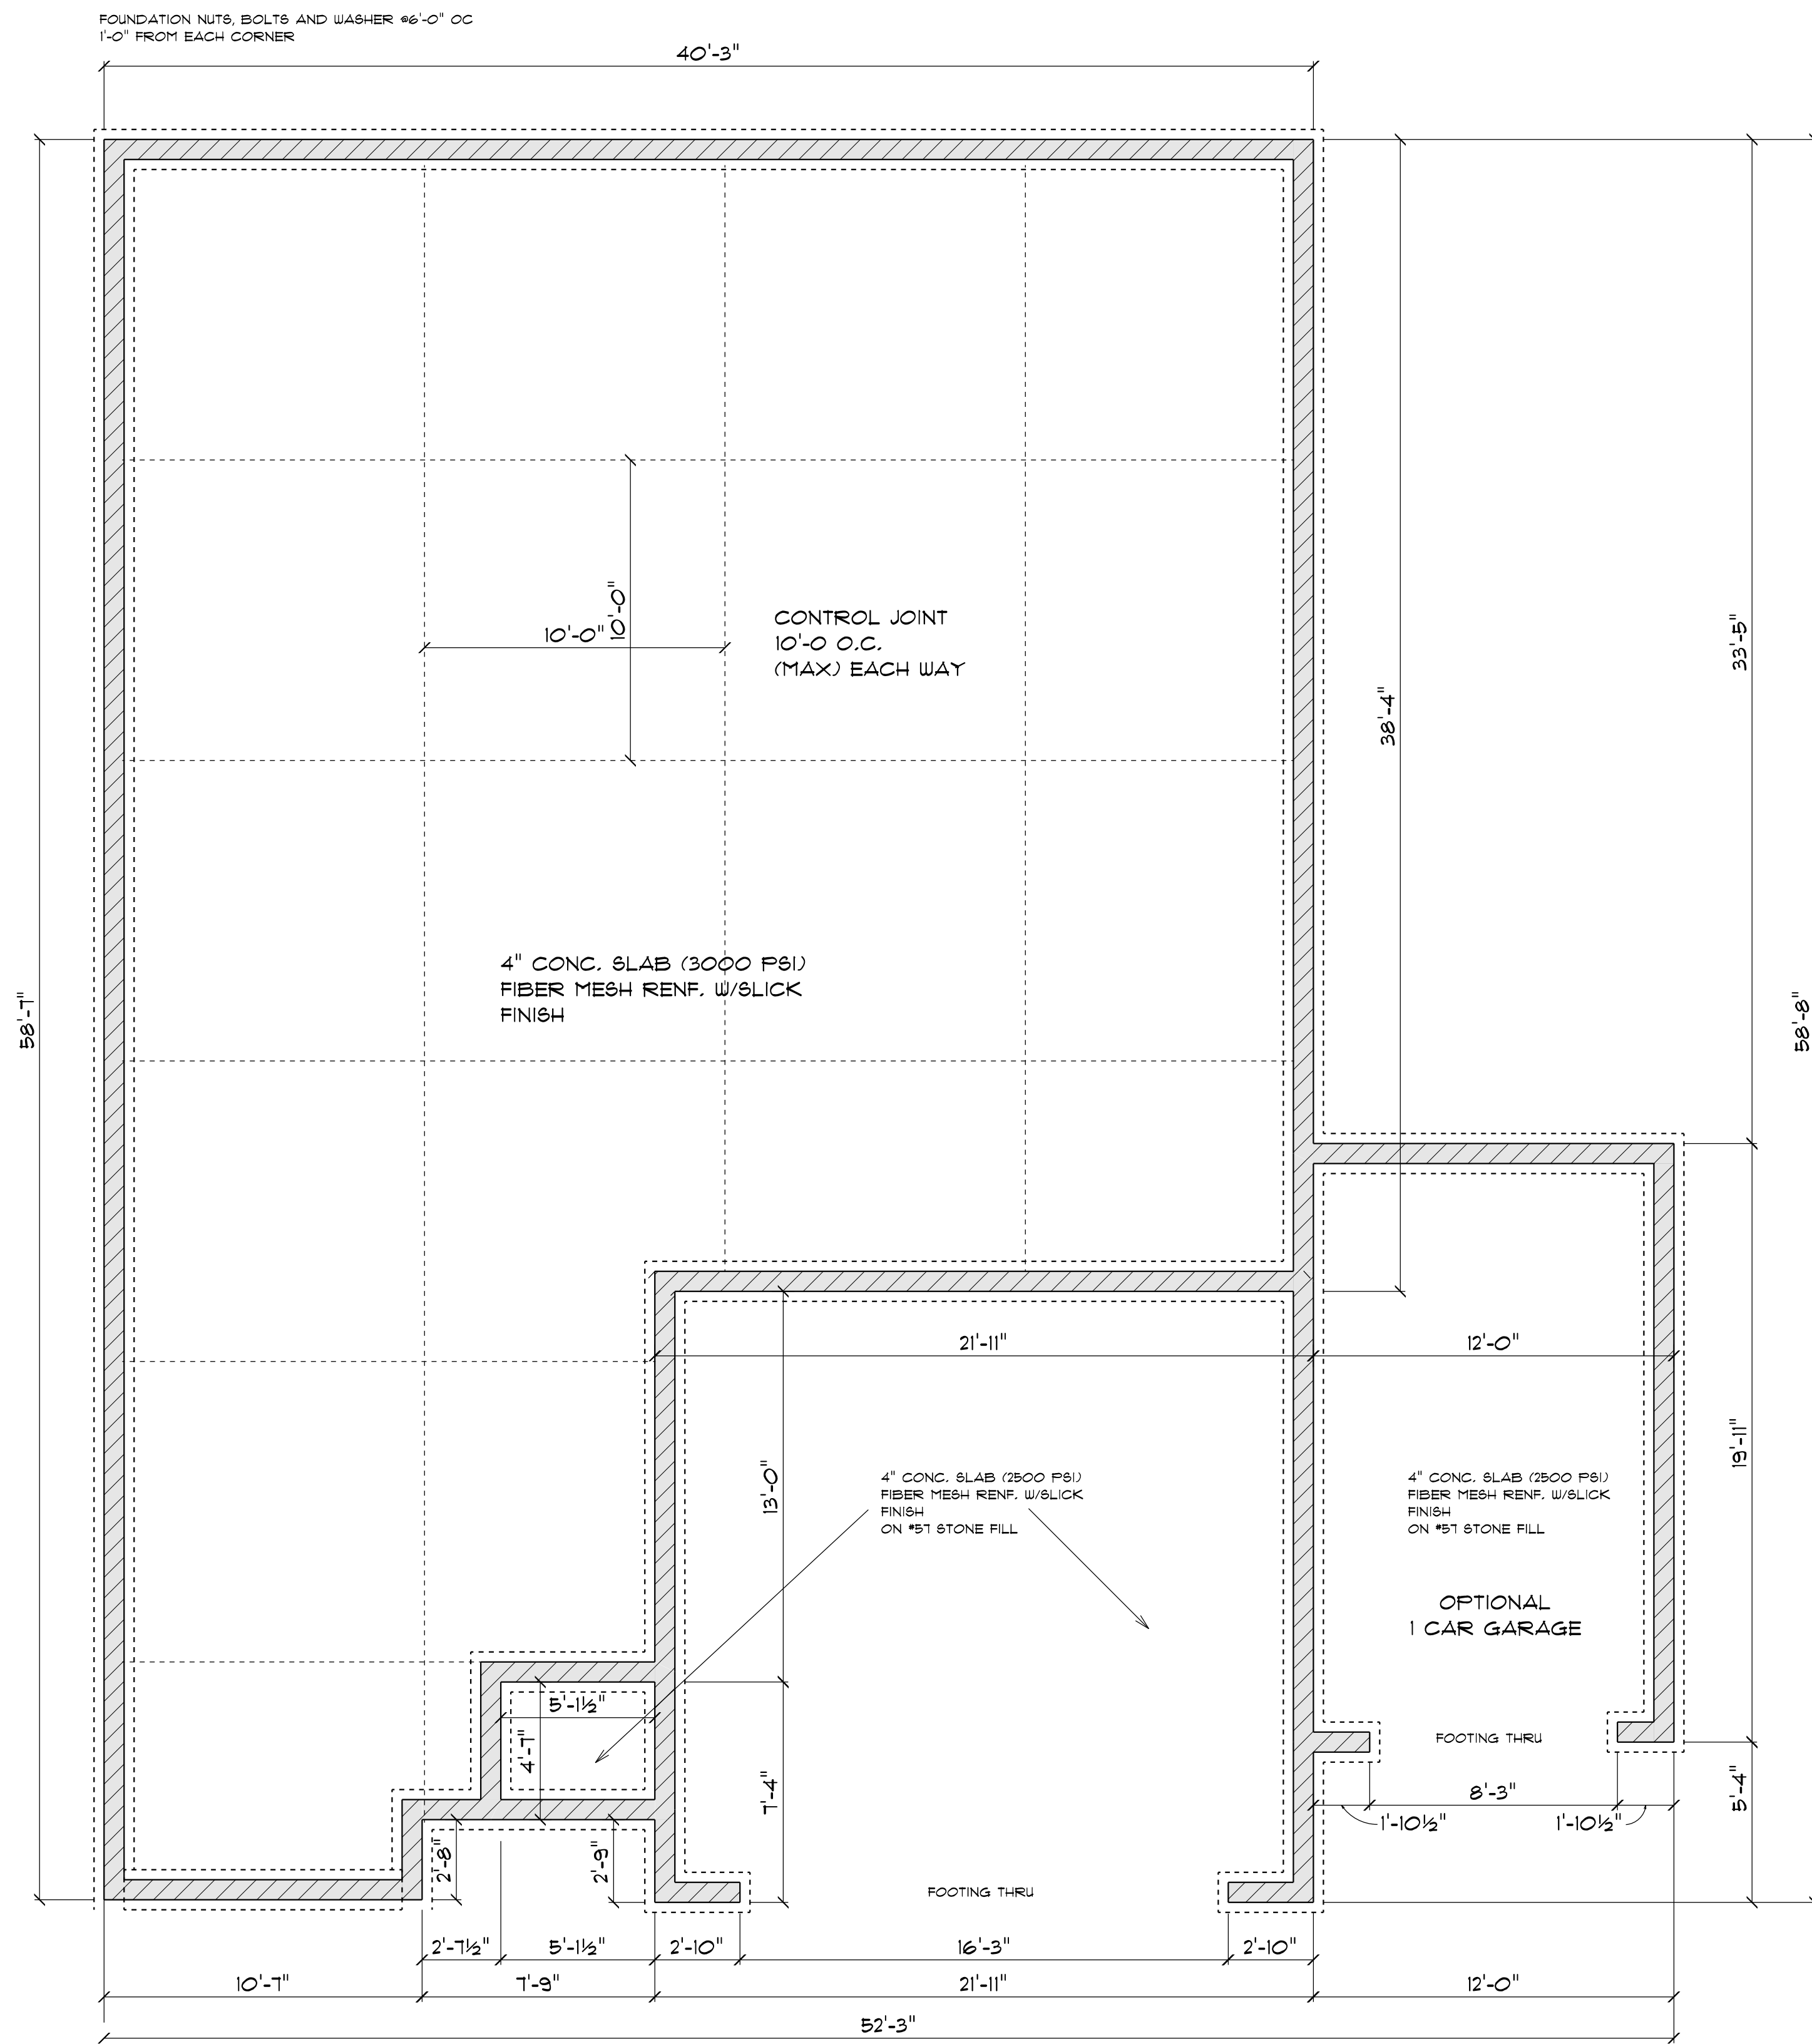 FOUNDATION NUTS, BOLTS AND WASHER @6'-0" OC
1'-0" FROM EACH CORNER
40'-3"
10'-0"
10'-0"
CONTROL JOINT
10'-0 O.C.
(MAX) EACH WAY
33'-5"
38'-4"
4" CONC. SLAB (3000 PSI)
FIBER MESH RENF. W/SLICK
FINISH
58'-7"
58'-8"
21'-11"
12'-0"
13'-0"
19'-11"
4" CONC. SLAB (2500 PSI)
FIBER MESH RENF. W/SLICK
FINISH
ON #57 STONE FILL
4" CONC. SLAB (2500 PSI)
FIBER MESH RENF. W/SLICK
FINISH
ON #57 STONE FILL
OPTIONAL
1 CAR GARAGE
5'-1½"
4'-7"
7'-4"
FOOTING THRU
8'-3"
5'-4"
1'-10½"
1'-10½"
2'-8"
2'-9"
FOOTING THRU
2'-7½"
5'-1½"
2'-10"
16'-3"
2'-10"
10'-7"
7'-9"
21'-11"
12'-0"
52'-3"